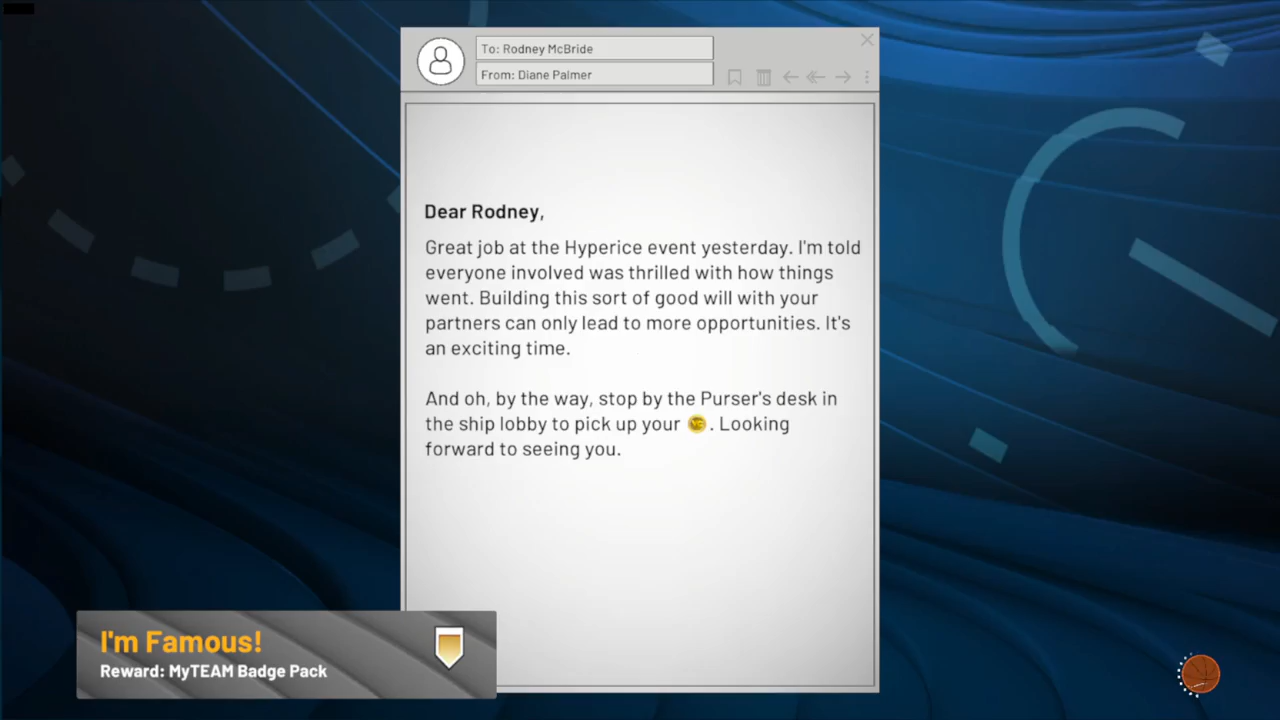 To: Rodney McBride
From: Diane Palmer
Dear Rodney,
Great job at the Hyperice event yesterday. I'm told
everyone involved was thrilled with how things
went. Building this sort of good will with your
partners can only lead to more opportunities. It's
an exciting time.
And oh, by the way, stop by the Purser's desk in
the ship lobby to pick up your VC. Looking
forward to seeing you.
I'm Famous!
Reward: MyTEAM Badge Pack